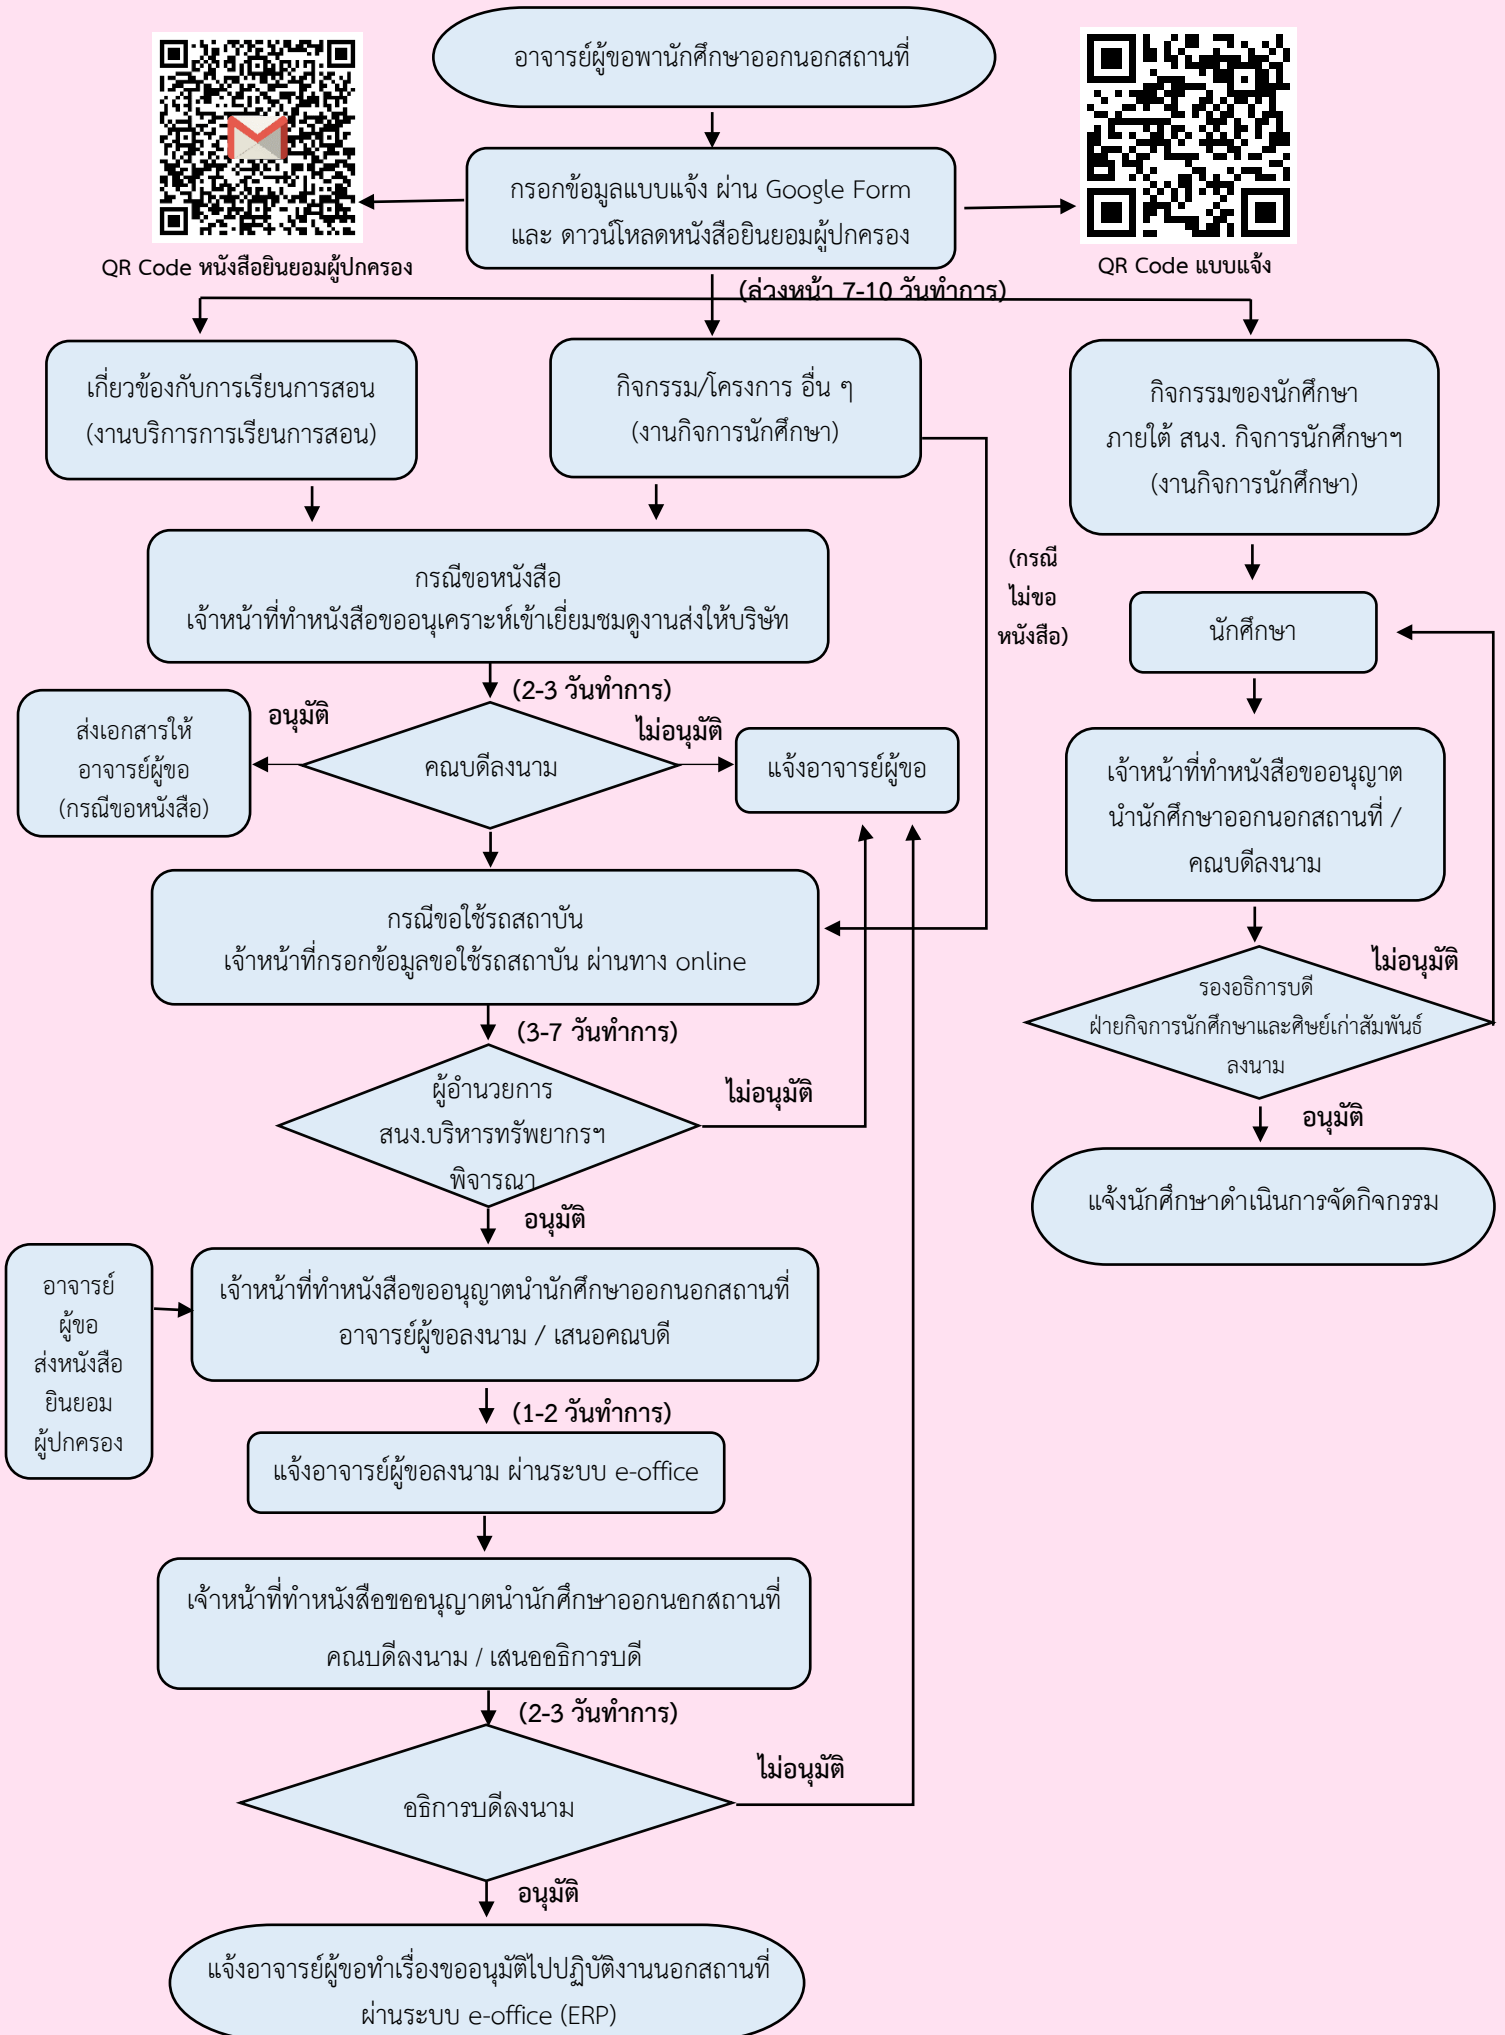 อาจารย์ผู้ขอพานักศึกษาออกนอกสถานที่
กรอกข้อมูลแบบแจ้ง ผ่าน Google Form
และ ดาวน์โหลดหนังสือยินยอมผู้ปกครอง
QR Code หนังสือยินยอมผู้ปกครอง
QR Code แบบแจ้ง
(ล่วงหน้า 7-10 วันทำการ)
เกี่ยวข้องกับการเรียนการสอน
(งานบริการการเรียนการสอน)
กิจกรรม/โครงการ อื่น ๆ
(งานกิจการนักศึกษา)
กิจกรรมของนักศึกษา
ภายใต้ สนง. กิจการนักศึกษาฯ
(งานกิจการนักศึกษา)
กรณีขอหนังสือ
เจ้าหน้าที่ทำหนังสือขออนุเคราะห์เข้าเยี่ยมชมดูงานส่งให้บริษัท
(กรณี
ไม่ขอ
หนังสือ)
นักศึกษา
(2-3 วันทำการ)
อนุมัติ
ไม่อนุมัติ
ส่งเอกสารให้
อาจารย์ผู้ขอ
(กรณีขอหนังสือ)
คณบดีลงนาม
แจ้งอาจารย์ผู้ขอ
เจ้าหน้าที่ทำหนังสือขออนุญาต
นำนักศึกษาออกนอกสถานที่ /
คณบดีลงนาม
กรณีขอใช้รถสถาบัน
เจ้าหน้าที่กรอกข้อมูลขอใช้รถสถาบัน ผ่านทาง online
ไม่อนุมัติ
รองอธิการบดี
ฝ่ายกิจการนักศึกษาและศิษย์เก่าสัมพันธ์
ลงนาม
(3-7 วันทำการ)
ผู้อำนวยการ
สนง.บริหารทรัพยากรฯ
พิจารณา
ไม่อนุมัติ
อนุมัติ
แจ้งนักศึกษาดำเนินการจัดกิจกรรม
อนุมัติ
อาจารย์
ผู้ขอ
ส่งหนังสือ
ยินยอม
ผู้ปกครอง
เจ้าหน้าที่ทำหนังสือขออนุญาตนำนักศึกษาออกนอกสถานที่
อาจารย์ผู้ขอลงนาม / เสนอคณบดี
(1-2 วันทำการ)
แจ้งอาจารย์ผู้ขอลงนาม ผ่านระบบ e-office
เจ้าหน้าที่ทำหนังสือขออนุญาตนำนักศึกษาออกนอกสถานที่
คณบดีลงนาม / เสนออธิการบดี
(2-3 วันทำการ)
ไม่อนุมัติ
อธิการบดีลงนาม
อนุมัติ
แจ้งอาจารย์ผู้ขอทำเรื่องขออนุมัติไปปฏิบัติงานนอกสถานที่
ผ่านระบบ e-office (ERP)